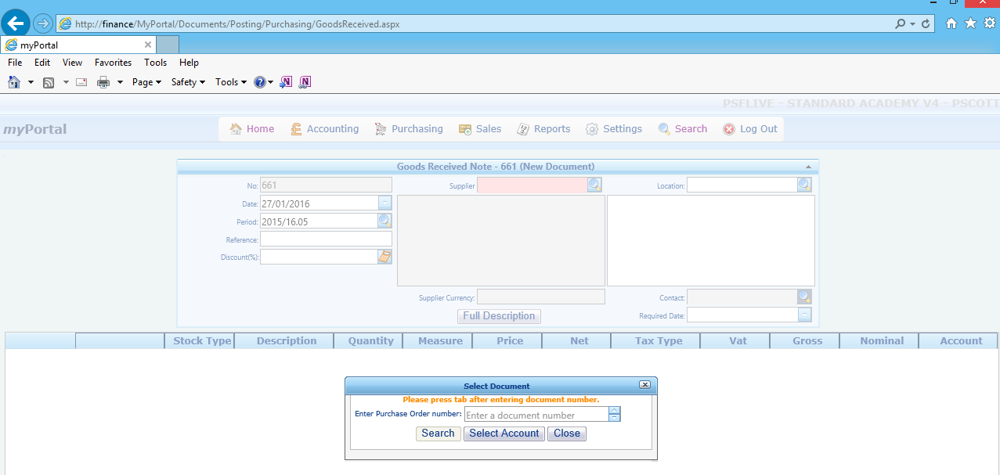 http://finance/MyPortal/Documents/Posting/Purchasing/GoodsReceived.aspx
myPortal
File Edit View Favorites Tools Help
Page Safety Tools
PSFLIVE - STANDARD ACADEMY V4 - PSCOTT
myPortal Home Accounting Purchasing Sales Reports Settings Search Log Out
Goods Received Note - 661 (New Document)
No: 661 Supplier Location:
Date: 27/01/2016
Period: 2015/16.05
Reference:
Discount(%):
Supplier Currency: Contact:
Full Description Required Date:
Stock Type Description Quantity Measure Price Net Tax Type Vat Gross Nominal Account
Select Document
Please press tab after entering document number.
Enter Purchase Order number: Enter a document number
Search Select Account Close